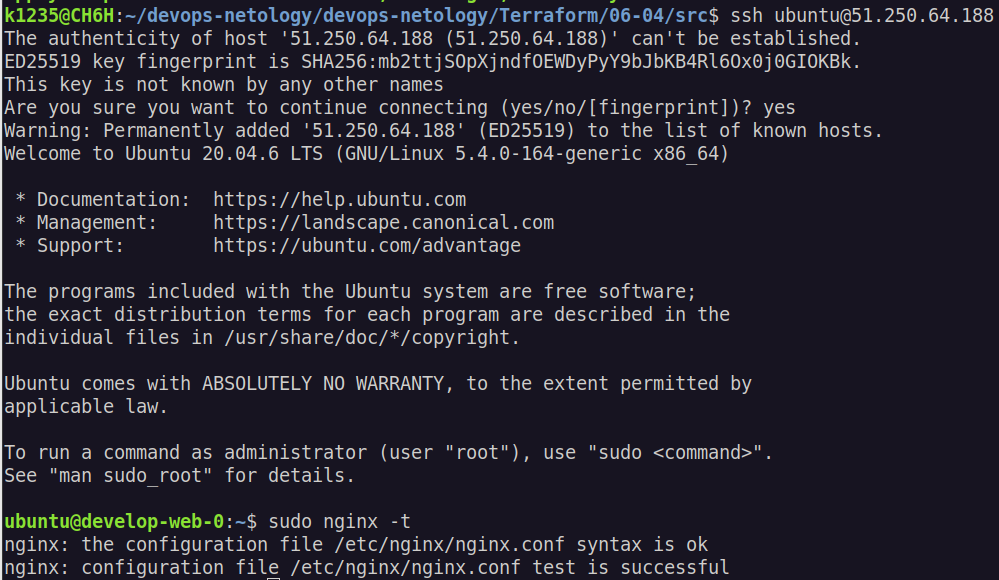 k1235@CH6H:~/devops-netology/devops-netology/Terraform/06-04/src$ ssh ubuntu@51.250.64.188
The authenticity of host '51.250.64.188 (51.250.64.188)' can't be established.
ED25519 key fingerprint is SHA256:mb2ttjSOpXjndfOEWDyPyY9bJbKB4Rl6Ox0j0GIOKBk.
This key is not known by any other names
Are you sure you want to continue connecting (yes/no/[fingerprint])? yes
Warning: Permanently added '51.250.64.188' (ED25519) to the list of known hosts.
Welcome to Ubuntu 20.04.6 LTS (GNU/Linux 5.4.0-164-generic x86_64)
* Documentation:  https://help.ubuntu.com
* Management:     https://landscape.canonical.com
* Support:        https://ubuntu.com/advantage
The programs included with the Ubuntu system are free software;
the exact distribution terms for each program are described in the
individual files in /usr/share/doc/*/copyright.
Ubuntu comes with ABSOLUTELY NO WARRANTY, to the extent permitted by
applicable law.
To run a command as administrator (user "root"), use "sudo <command>".
See "man sudo_root" for details.
ubuntu@develop-web-0:~$ sudo nginx -t
nginx: the configuration file /etc/nginx/nginx.conf syntax is ok
nginx: configuration file /etc/nginx/nginx.conf test is successful